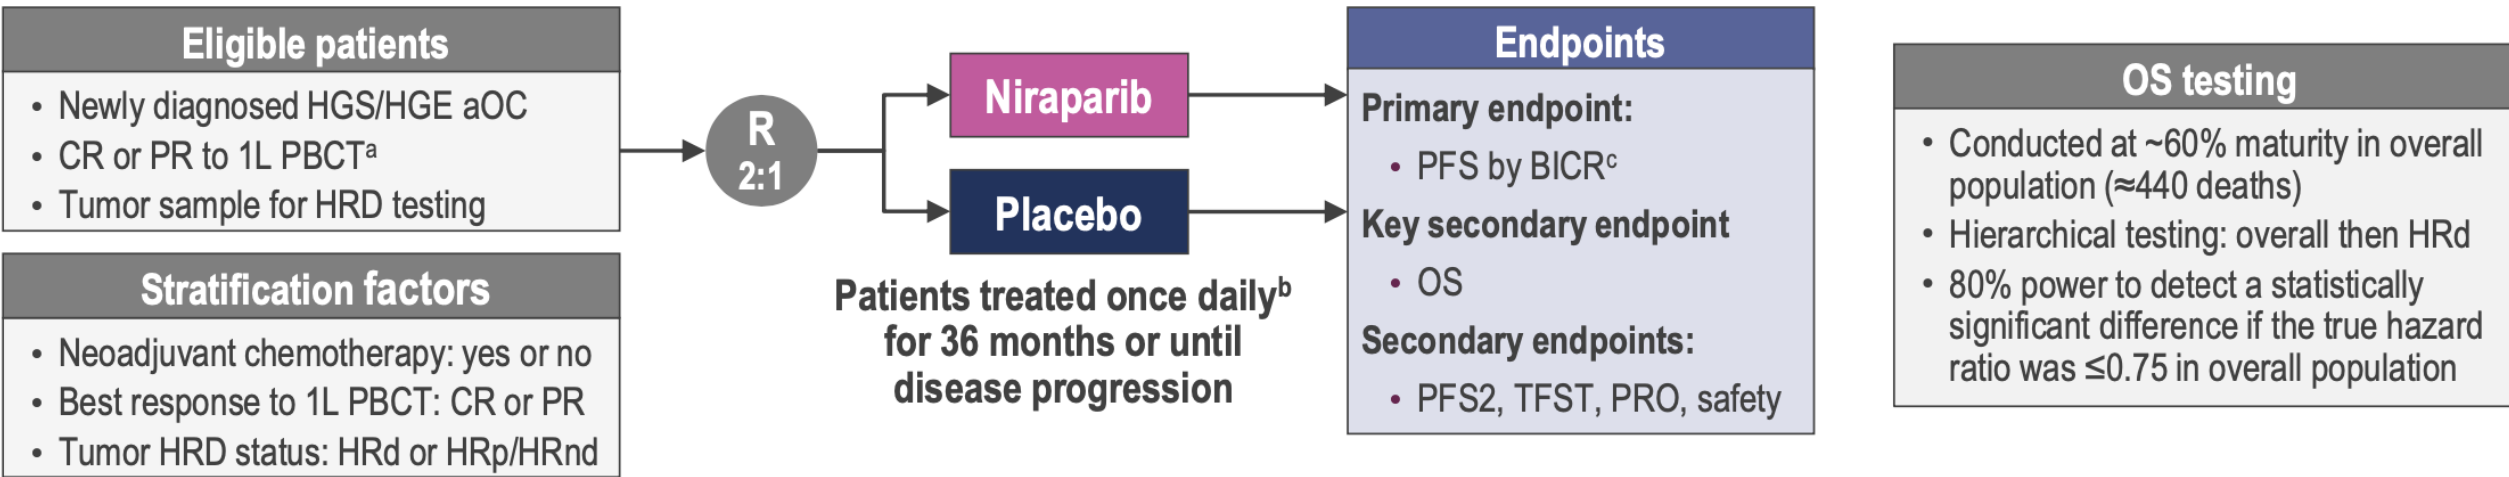 Eligible patients
• Newly diagnosed HGS/HGE aOC
• CR or PR to 1L PBCTᵃ
• Tumor sample for HRD testing
Stratification factors
• Neoadjuvant chemotherapy: yes or no
• Best response to 1L PBCT: CR or PR
• Tumor HRD status: HRd or HRp/HRnd
R
2:1
Niraparib
Placebo
Patients treated once dailyᵇ
for 36 months or until
disease progression
Endpoints
Primary endpoint:
• PFS by BICRᶜ
Key secondary endpoint
• OS
Secondary endpoints:
• PFS2, TFST, PRO, safety
OS testing
• Conducted at ~60% maturity in overall
population (≈440 deaths)
• Hierarchical testing: overall then HRd
• 80% power to detect a statistically
significant difference if the true hazard
ratio was ≤0.75 in overall population